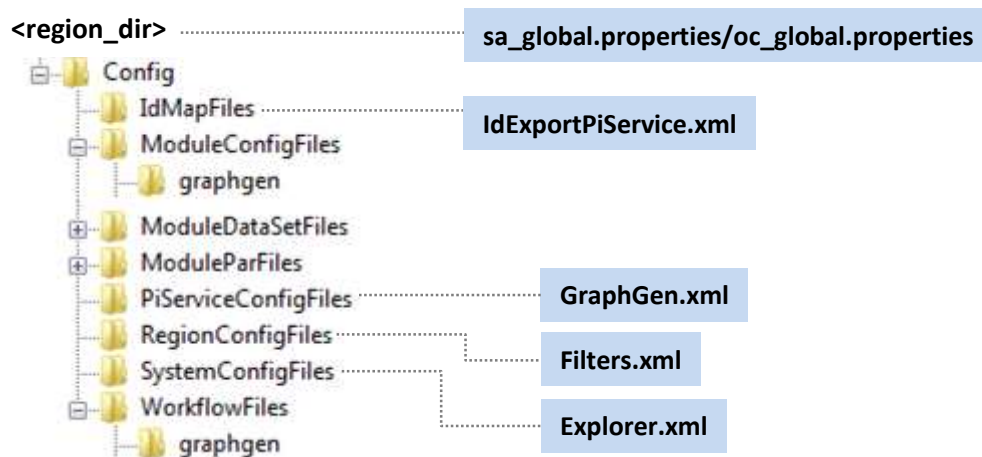 <region_dir> sa_global.properties/oc_global.properties
Config
IdMapFiles IdExportPiService.xml
ModuleConfigFiles
graphgen
ModuleDataSetFiles
ModuleParFiles
PiServiceConfigFiles GraphGen.xml
RegionConfigFiles Filters.xml
SystemConfigFiles Explorer.xml
WorkflowFiles
graphgen